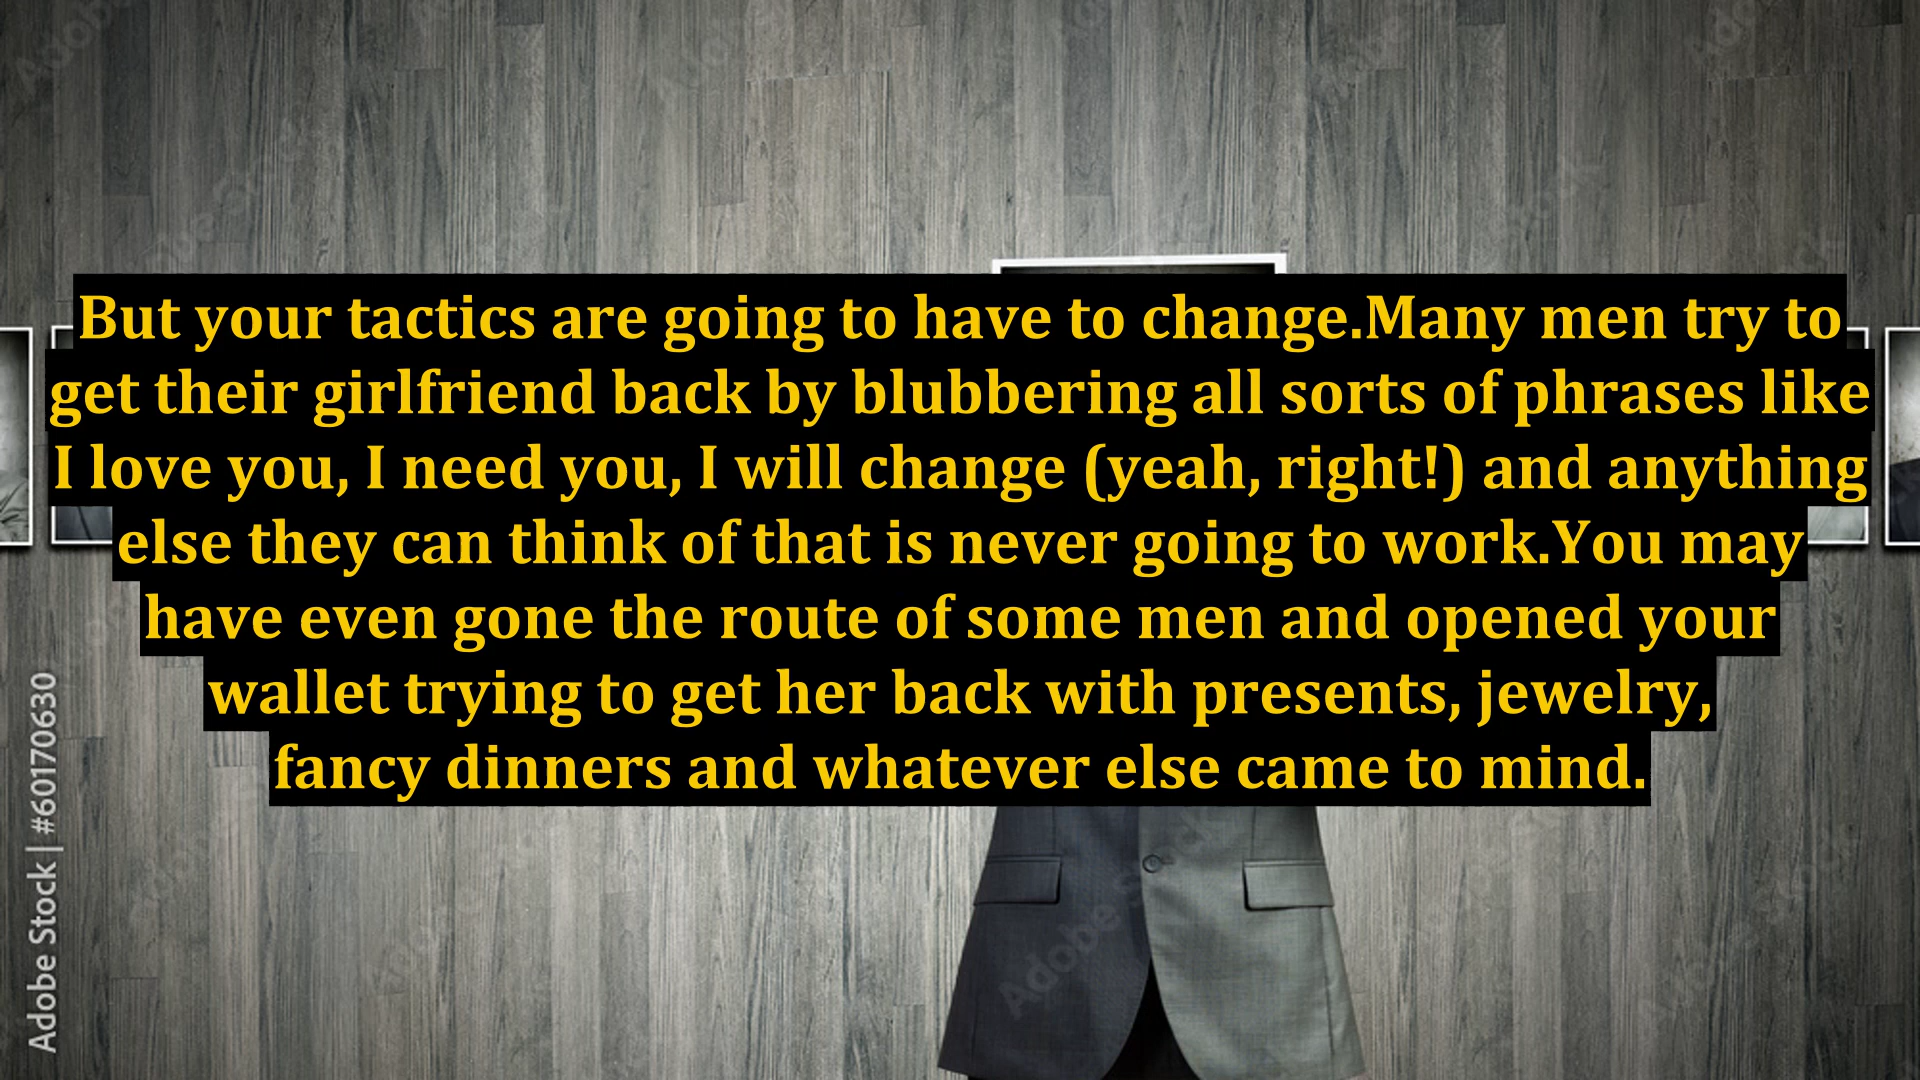 But your tactics are going to have to change.Many men try to
get their girlfriend back by blubbering all sorts of phrases like
I love you, I need you, I will change (yeah, right!) and anything
else they can think of that is never going to work.You may
have even gone the route of some men and opened your
wallet trying to get her back with presents, jewelry,
fancy dinners and whatever else came to mind.
Adobe Stock | #60170630